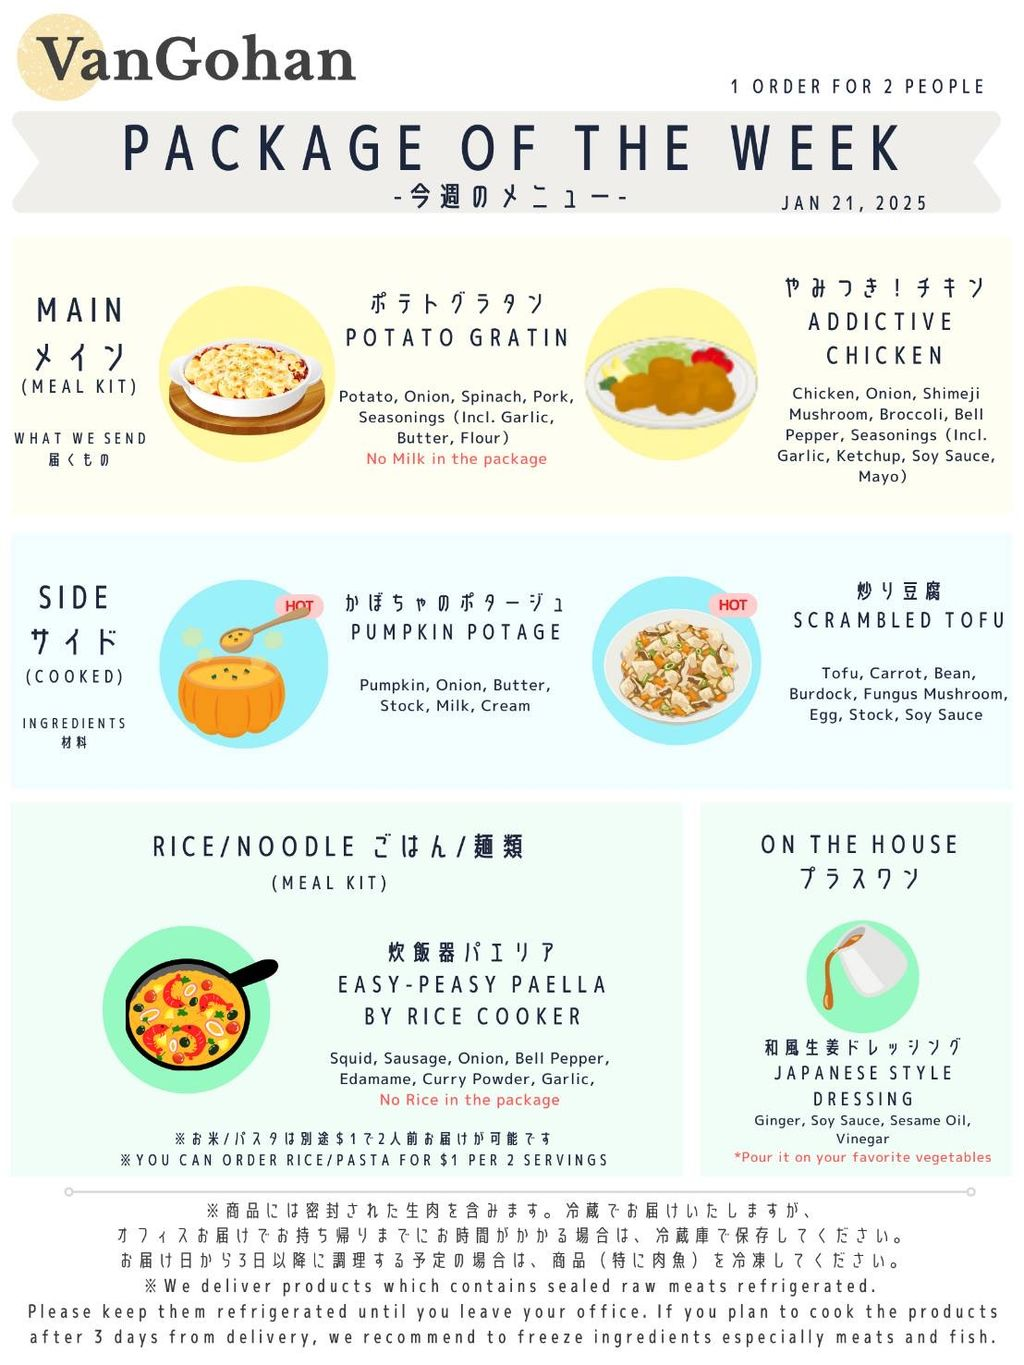 VanGohan
1 ORDER FOR 2 PEOPLE
PACKAGE OF THE WEEK
-今週のメニュー-
JAN 21, 2025
MAIN
メイン
(MEAL KIT)
WHAT WE SEND
届くもの
ポテトグラタン
POTATO GRATIN
Potato, Onion, Spinach, Pork,
Seasonings (Incl. Garlic,
Butter, Flour)
No Milk in the package
やみつき！チキン
ADDICTIVE
CHICKEN
Chicken, Onion, Shimeji
Mushroom, Broccoli, Bell
Pepper, Seasonings (Incl.
Garlic, Ketchup, Soy Sauce,
Mayo)
SIDE
サイド
(COOKED)
INGREDIENTS
材料
HOT
かぼちゃのポタージュ
PUMPKIN POTAGE
Pumpkin, Onion, Butter,
Stock, Milk, Cream
HOT
炒り豆腐
SCRAMBLED TOFU
Tofu, Carrot, Bean,
Burdock, Fungus Mushroom,
Egg, Stock, Soy Sauce
RICE/NOODLE ごはん/麺類
(MEAL KIT)
炊飯器パエリア
EASY-PEASY PAELLA
BY RICE COOKER
Squid, Sausage, Onion, Bell Pepper,
Edamame, Curry Powder, Garlic,
No Rice in the package
※お米/パスタは別途$1で2人前お届けが可能です
※YOU CAN ORDER RICE/PASTA FOR $1 PER 2 SERVINGS
ON THE HOUSE
プラスワン
和風生姜ドレッシング
JAPANESE STYLE
DRESSING
Ginger, Soy Sauce, Sesame Oil,
Vinegar
*Pour it on your favorite vegetables
※商品には密封された生肉を含みます。冷蔵でお届けいたしますが、
オフィスお届けでお持ち帰りまでにお時間がかかる場合は、冷蔵庫で保存してください。
お届け日から3日以降に調理する予定の場合は、商品（特に肉魚）を冷凍してください。
※We deliver products which contains sealed raw meats refrigerated.
Please keep them refrigerated until you leave your office. If you plan to cook the products
after 3 days from delivery, we recommend to freeze ingredients especially meats and fish.